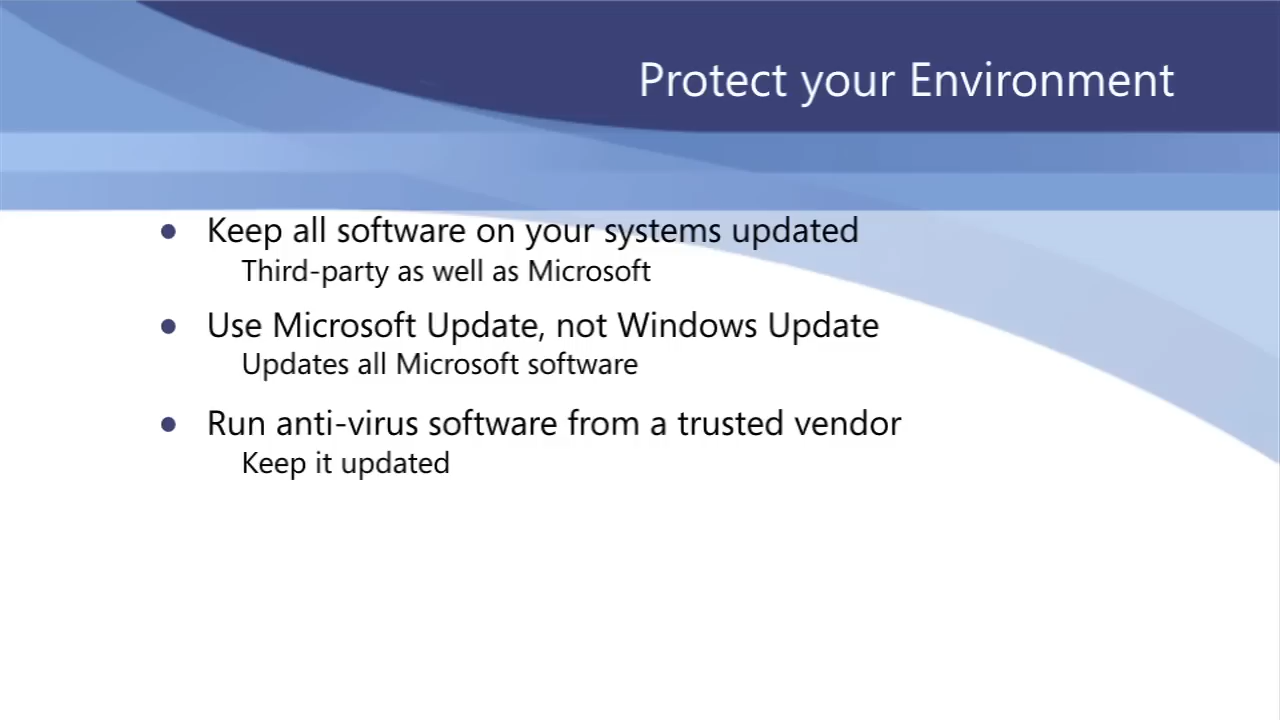 Protect your Environment
Keep all software on your systems updated
Third-party as well as Microsoft
Use Microsoft Update, not Windows Update
Updates all Microsoft software
Run anti-virus software from a trusted vendor
Keep it updated